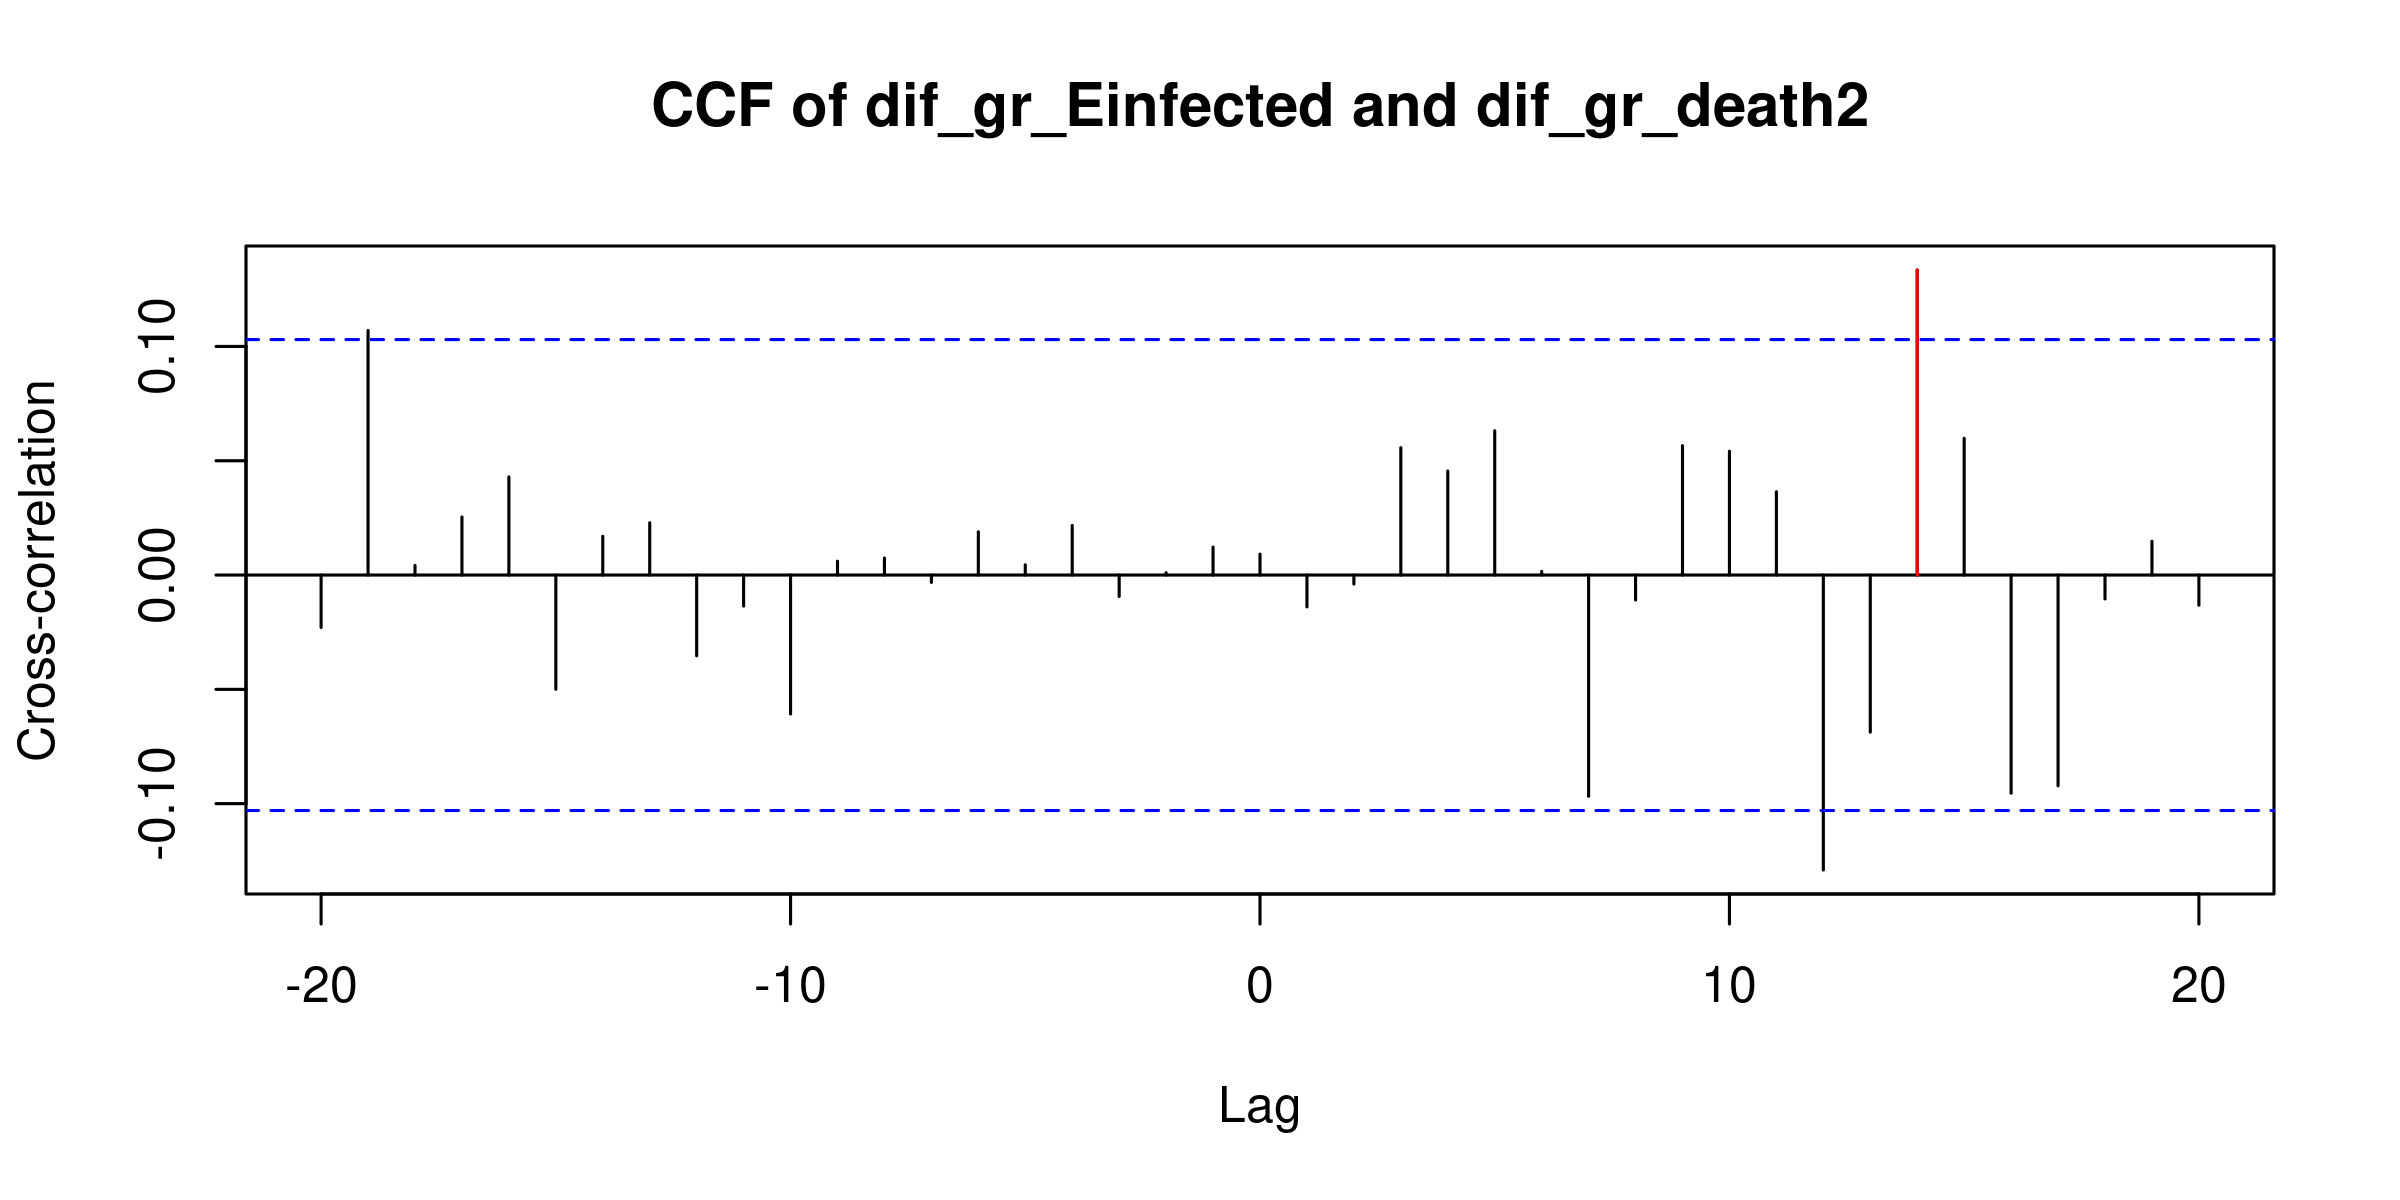 CCF of dif_gr_Einfected and dif_gr_death2
Cross-correlation
0.10
0.00
-0.10
-20 -10 0 10 20
Lag